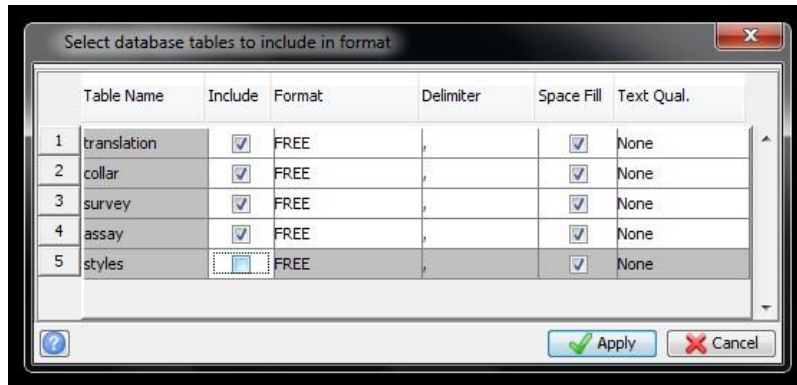 Select database tables to include in format
Table Name Include Format Delimiter Space Fill Text Qual.
1 translation FREE , None
2 collar FREE , None
3 survey FREE , None
4 assay FREE , None
5 styles FREE , None
? Apply Cancel